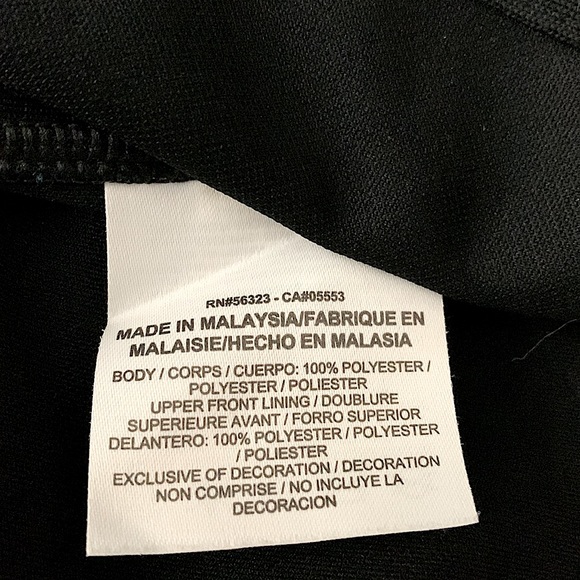 RN#56323 - CA#05553
MADE IN MALAYSIA/FABRIQUE EN
MALAISIE/HECHO EN MALASIA
BODY / CORPS / CUERPO: 100% POLYESTER /
POLYESTER / POLIESTER
UPPER FRONT LINING / DOUBLURE
SUPERIEURE AVANT / FORRO SUPERIOR
DELANTERO: 100% POLYESTER / POLYESTER
/ POLIESTER
EXCLUSIVE OF DECORATION / DECORATION
NON COMPRISE / NO INCLUYE LA
DECORACION